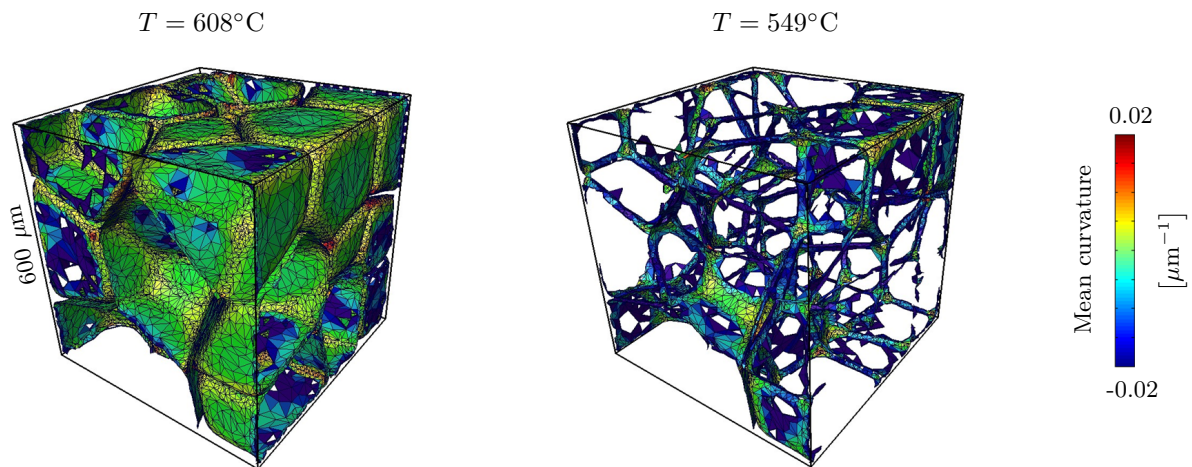 T = 608°C
T = 549°C
600 μm
0.02
Mean curvature
[μm⁻¹]
-0.02